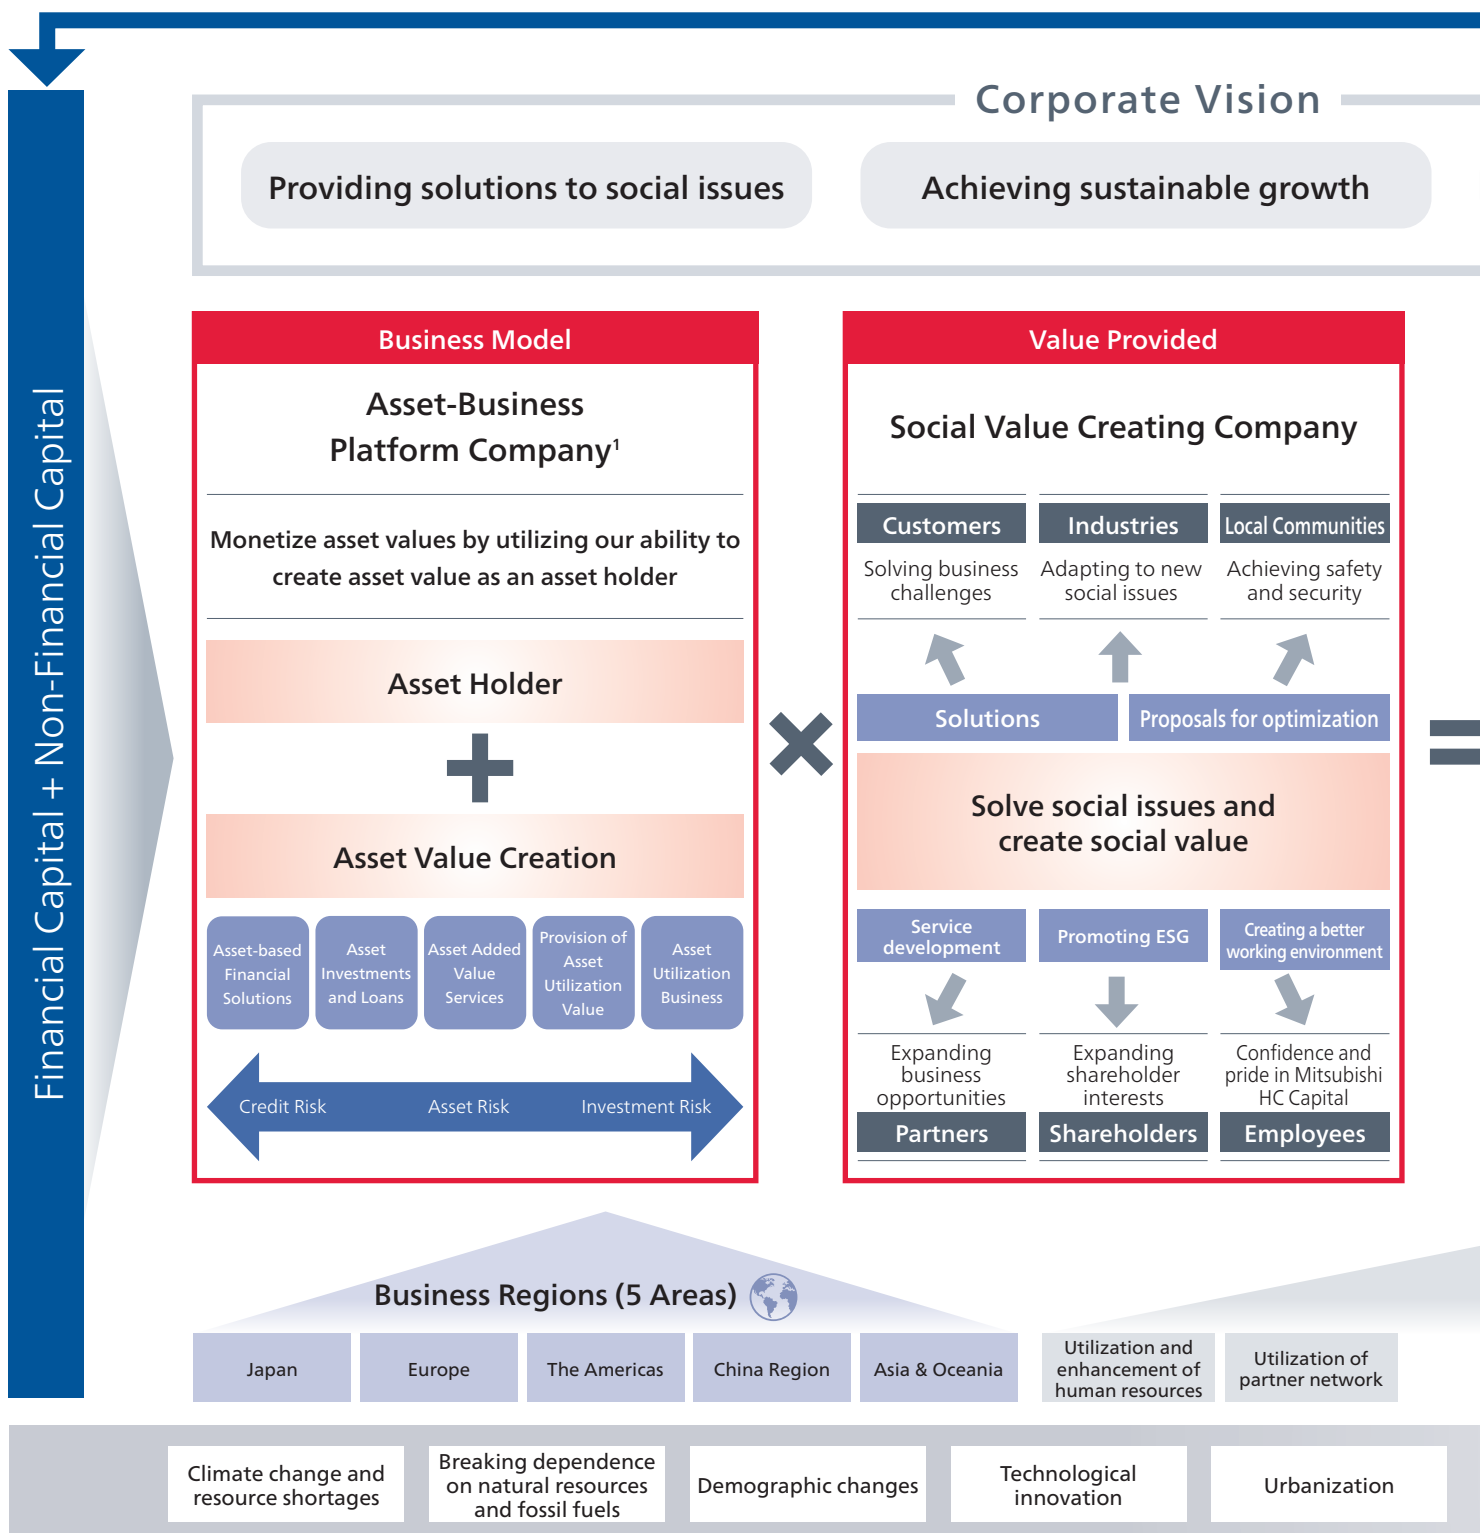 Corporate Vision
Providing solutions to social issues
Achieving sustainable growth
Financial Capital + Non-Financial Capital
Business Model
Asset-Business
Platform Company¹
Monetize asset values by utilizing our ability to
create asset value as an asset holder
Asset Holder
+
Asset Value Creation
Asset-based
Financial
Solutions
Asset
Investments
and Loans
Asset Added
Value
Services
Provision of
Asset
Utilization
Value
Asset
Utilization
Business
Credit Risk
Asset Risk
Investment Risk
×
Value Provided
Social Value Creating Company
Customers
Solving business
challenges
Industries
Adapting to new
social issues
Local Communities
Achieving safety
and security
Solutions
Proposals for optimization
Solve social issues and
create social value
Service
development
Promoting ESG
Creating a better
working environment
Expanding
business
opportunities
Partners
Expanding
shareholder
interests
Shareholders
Confidence and
pride in Mitsubishi
HC Capital
Employees
=
Business Regions (5 Areas)
Japan
Europe
The Americas
China Region
Asia & Oceania
Utilization and
enhancement of
human resources
Utilization of
partner network
Climate change and
resource shortages
Breaking dependence
on natural resources
and fossil fuels
Demographic changes
Technological
innovation
Urbanization